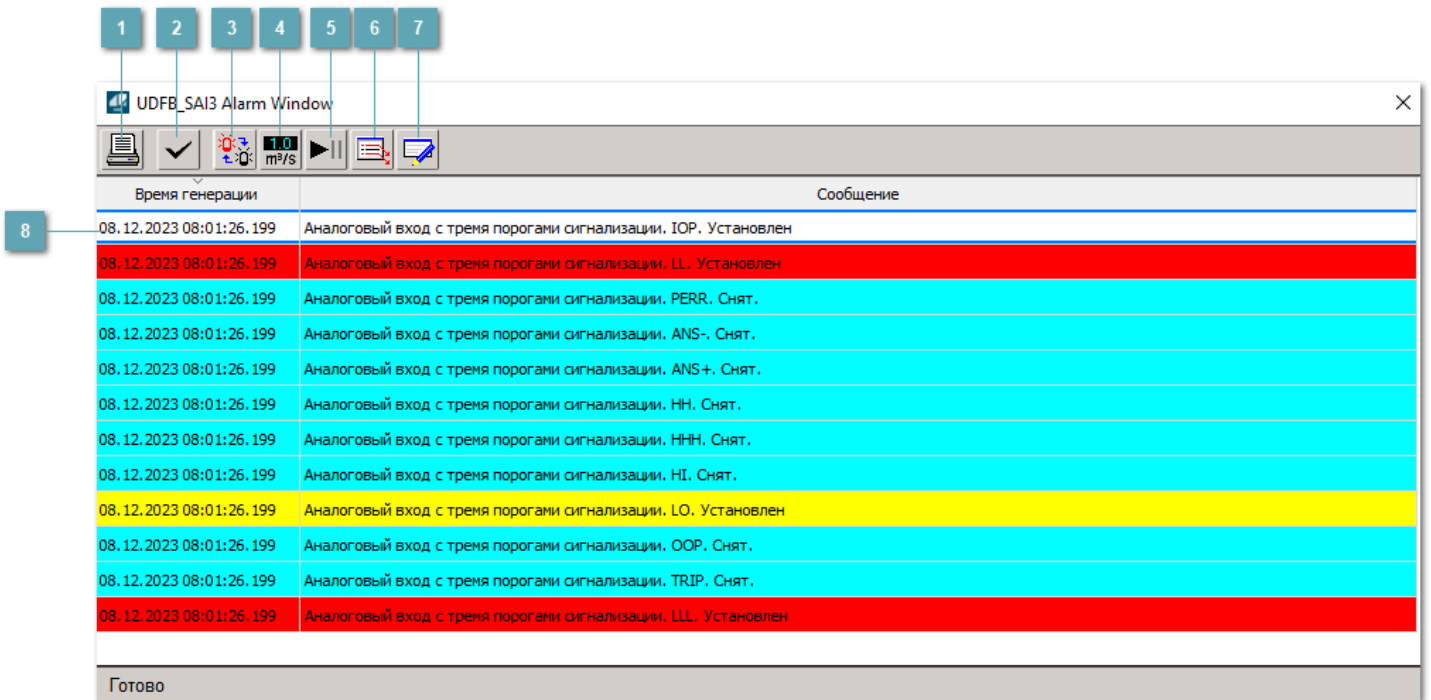 1 2 3 4 5 6 7
UDFB_SAI3 Alarm Window
1.0
m³/s
Время генерации Сообщение
8
08.12.2023 08:01:26.199 Аналоговый вход с тремя порогами сигнализации. IOP. Установлен
08.12.2023 08:01:26.199 Аналоговый вход с тремя порогами сигнализации. LL. Установлен
08.12.2023 08:01:26.199 Аналоговый вход с тремя порогами сигнализации. PERR. Снят.
08.12.2023 08:01:26.199 Аналоговый вход с тремя порогами сигнализации. ANS-. Снят.
08.12.2023 08:01:26.199 Аналоговый вход с тремя порогами сигнализации. ANS+. Снят.
08.12.2023 08:01:26.199 Аналоговый вход с тремя порогами сигнализации. HH. Снят.
08.12.2023 08:01:26.199 Аналоговый вход с тремя порогами сигнализации. HHH. Снят.
08.12.2023 08:01:26.199 Аналоговый вход с тремя порогами сигнализации. HI. Снят.
08.12.2023 08:01:26.199 Аналоговый вход с тремя порогами сигнализации. LO. Установлен
08.12.2023 08:01:26.199 Аналоговый вход с тремя порогами сигнализации. OOP. Снят.
08.12.2023 08:01:26.199 Аналоговый вход с тремя порогами сигнализации. TRIP. Снят.
08.12.2023 08:01:26.199 Аналоговый вход с тремя порогами сигнализации. LLL. Установлен
Готово